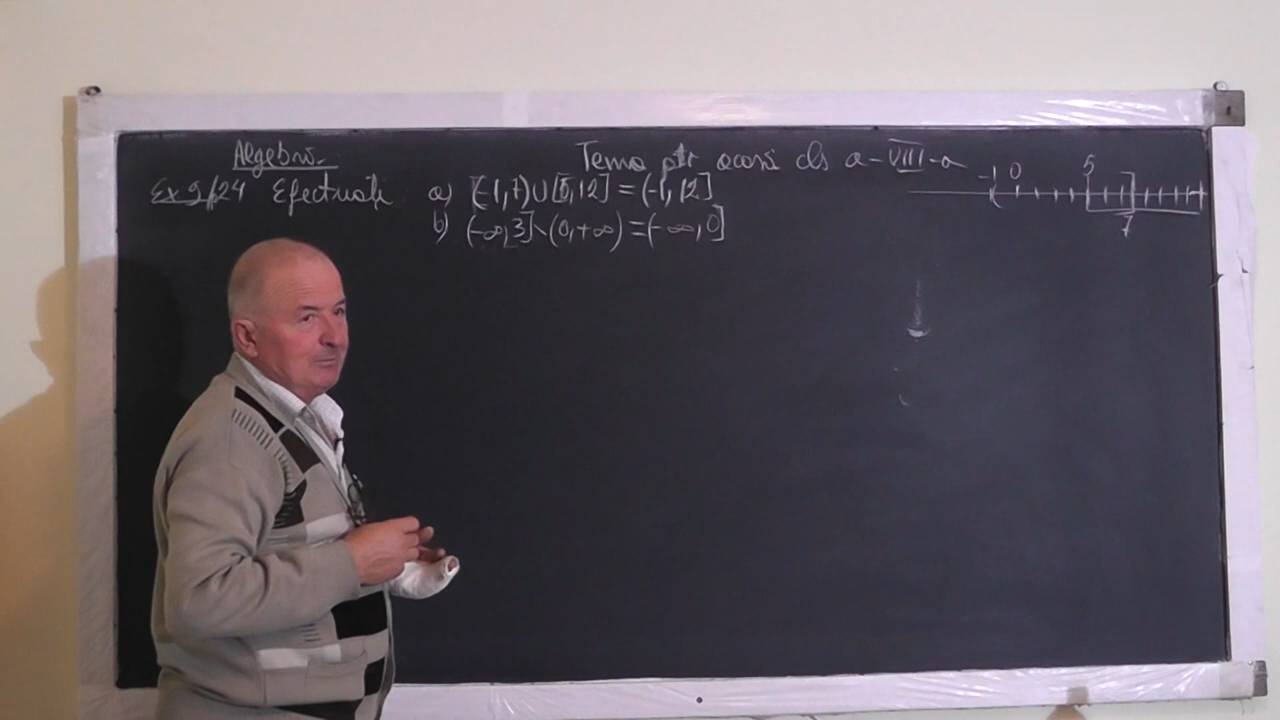 Algebră. Tema ptr acasă cls a-VIII-a
Ex 9/24 Efectuați a) (-1,7)∪[5,12]=(-1,12]
b) (-∞,3]\(0,+∞)=(-∞,0]
-1 0 5
7